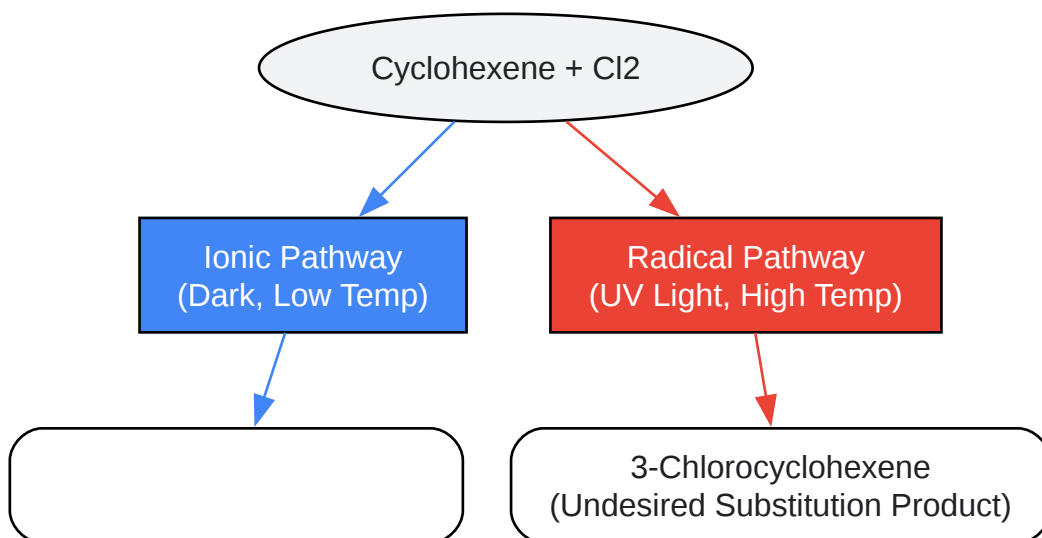 Cyclohexene + Cl2
Ionic Pathway
(Dark, Low Temp)
Radical Pathway
(UV Light, High Temp)
3-Chlorocyclohexene
(Undesired Substitution Product)